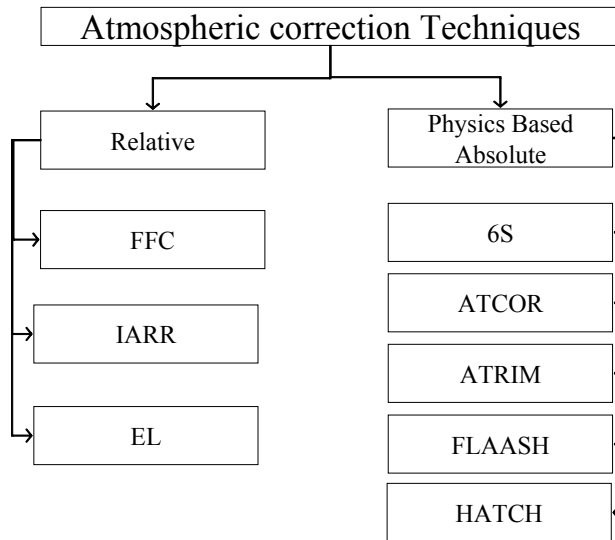 Atmospheric correction Techniques
Relative
FFC
IARR
EL
Physics Based
Absolute
6S
ATCOR
ATRIM
FLAASH
HATCH